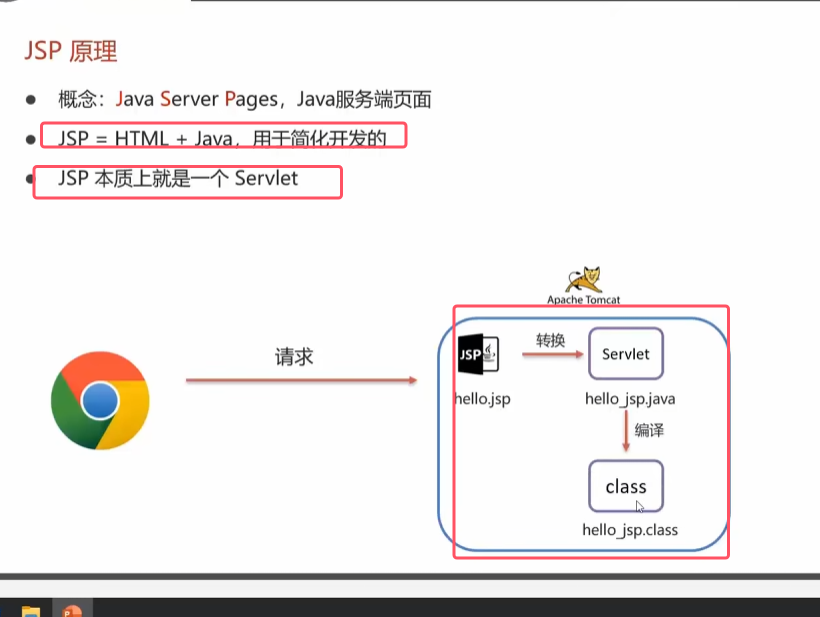 JSP 原理
概念：Java Server Pages，Java服务端页面
JSP = HTML + Java，用于简化开发的
JSP 本质上就是一个 Servlet
Apache Tomcat
请求
JSP
转换
Servlet
hello.jsp
hello_jsp.java
编译
class
hello_jsp.class
P